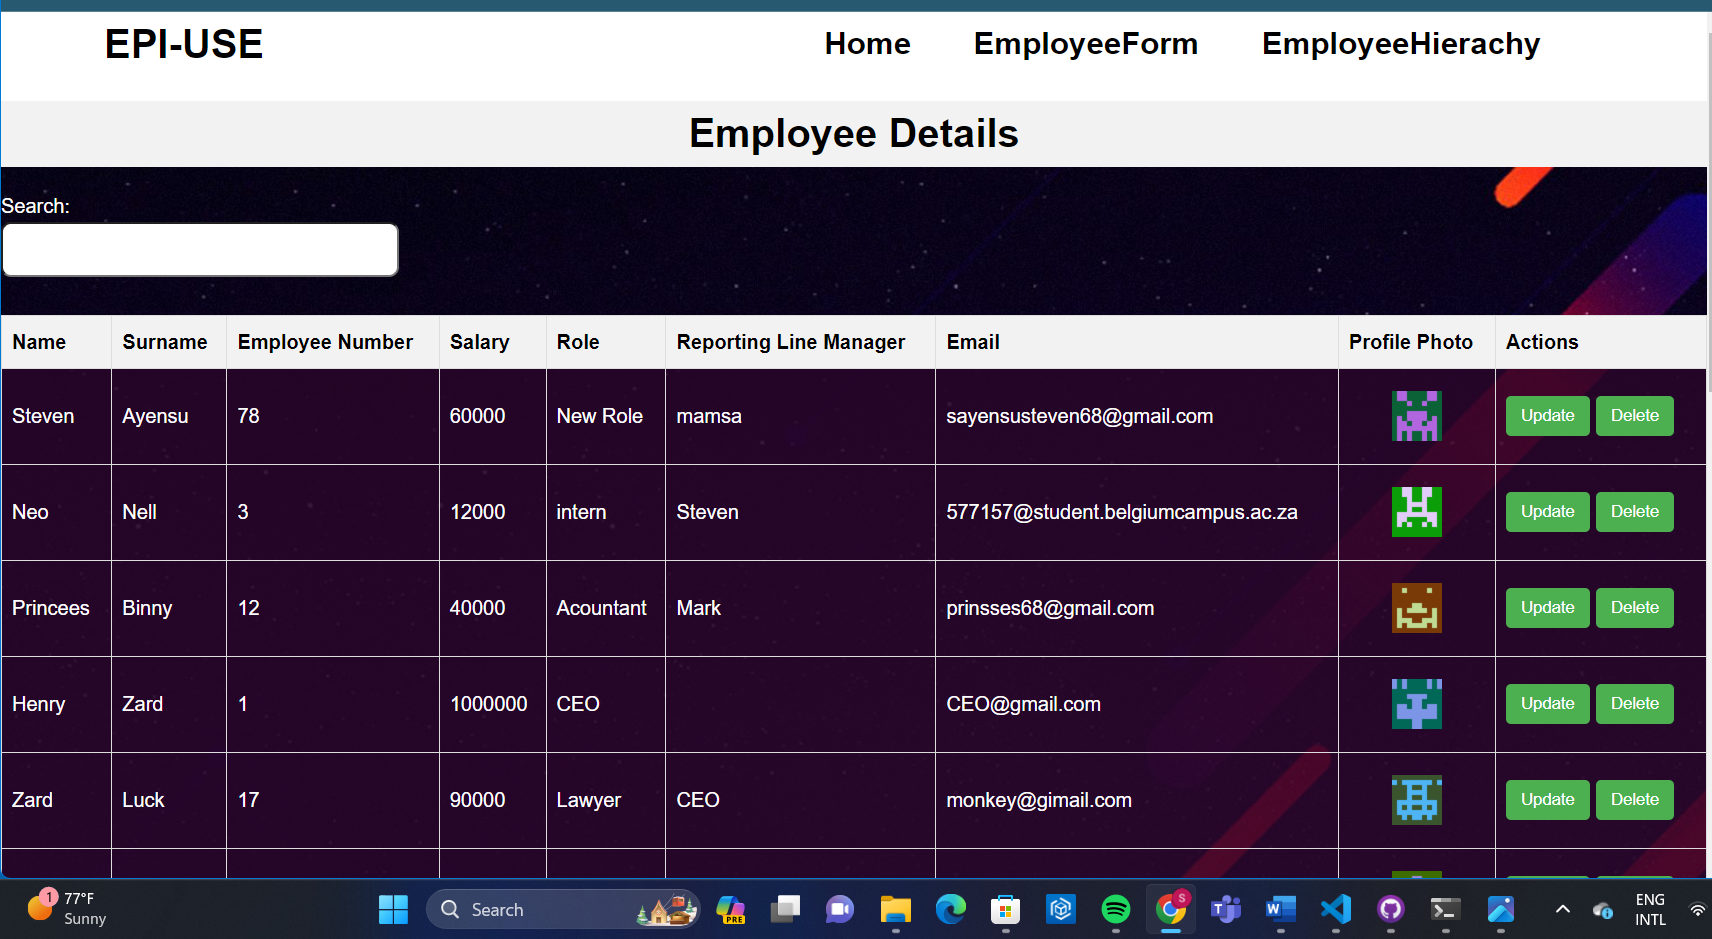 EPI-USE Home EmployeeForm EmployeeHierachy
Employee Details
Search:
Name Surname Employee Number Salary Role Reporting Line Manager Email Profile Photo Actions
Steven Ayensu 78 60000 New Role mamsa sayensusteven68@gmail.com Update Delete
Neo Nell 3 12000 intern Steven 577157@student.belgiumcampus.ac.za Update Delete
Princees Binny 12 40000 Acountant Mark prinsses68@gmail.com Update Delete
Henry Zard 1 1000000 CEO CEO@gmail.com Update Delete
Zard Luck 17 90000 Lawyer CEO monkey@gimail.com Update Delete
1 77°F
Sunny
Search
PRE
S
T
W
ENG
INTL